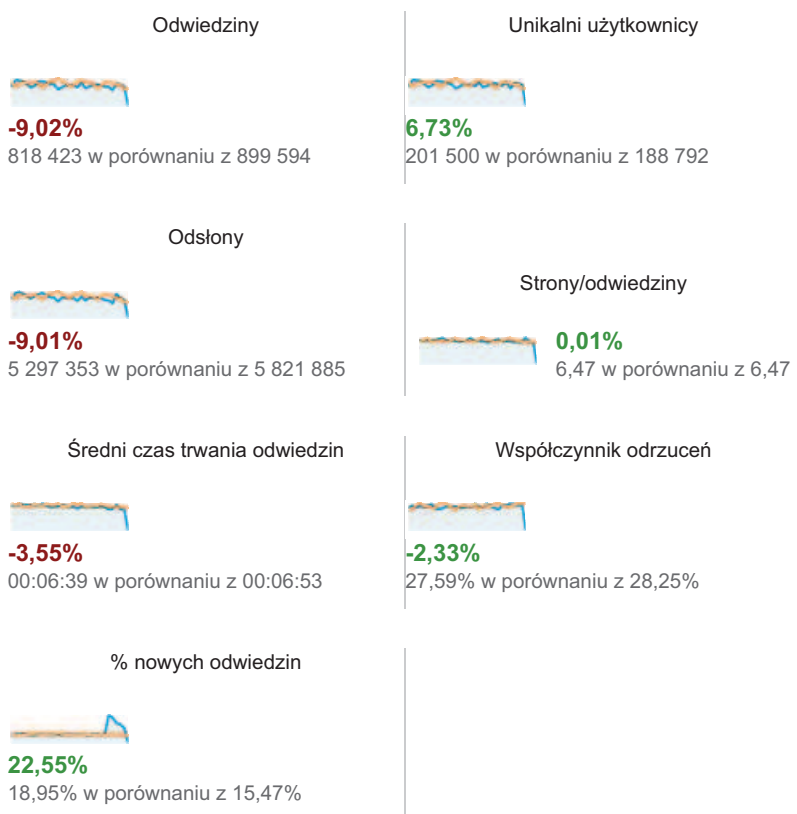 Odwiedziny
-9,02%
818 423 w porównaniu z 899 594
Unikalni użytkownicy
6,73%
201 500 w porównaniu z 188 792
Odsłony
-9,01%
5 297 353 w porównaniu z 5 821 885
Strony/odwiedziny
0,01%
6,47 w porównaniu z 6,47
Średni czas trwania odwiedzin
-3,55%
00:06:39 w porównaniu z 00:06:53
Współczynnik odrzuceń
-2,33%
27,59% w porównaniu z 28,25%
% nowych odwiedzin
22,55%
18,95% w porównaniu z 15,47%